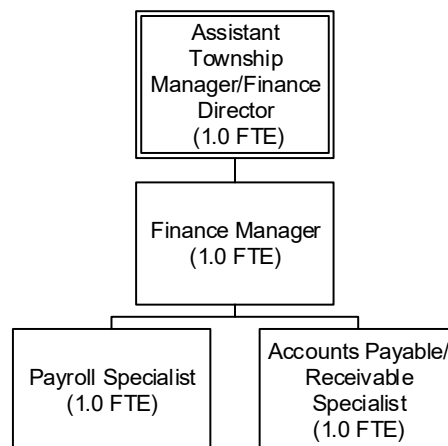 Assistant
Township
Manager/Finance
Director
(1.0 FTE)
Finance Manager
(1.0 FTE)
Payroll Specialist
(1.0 FTE)
Accounts Payable/
Receivable
Specialist
(1.0 FTE)